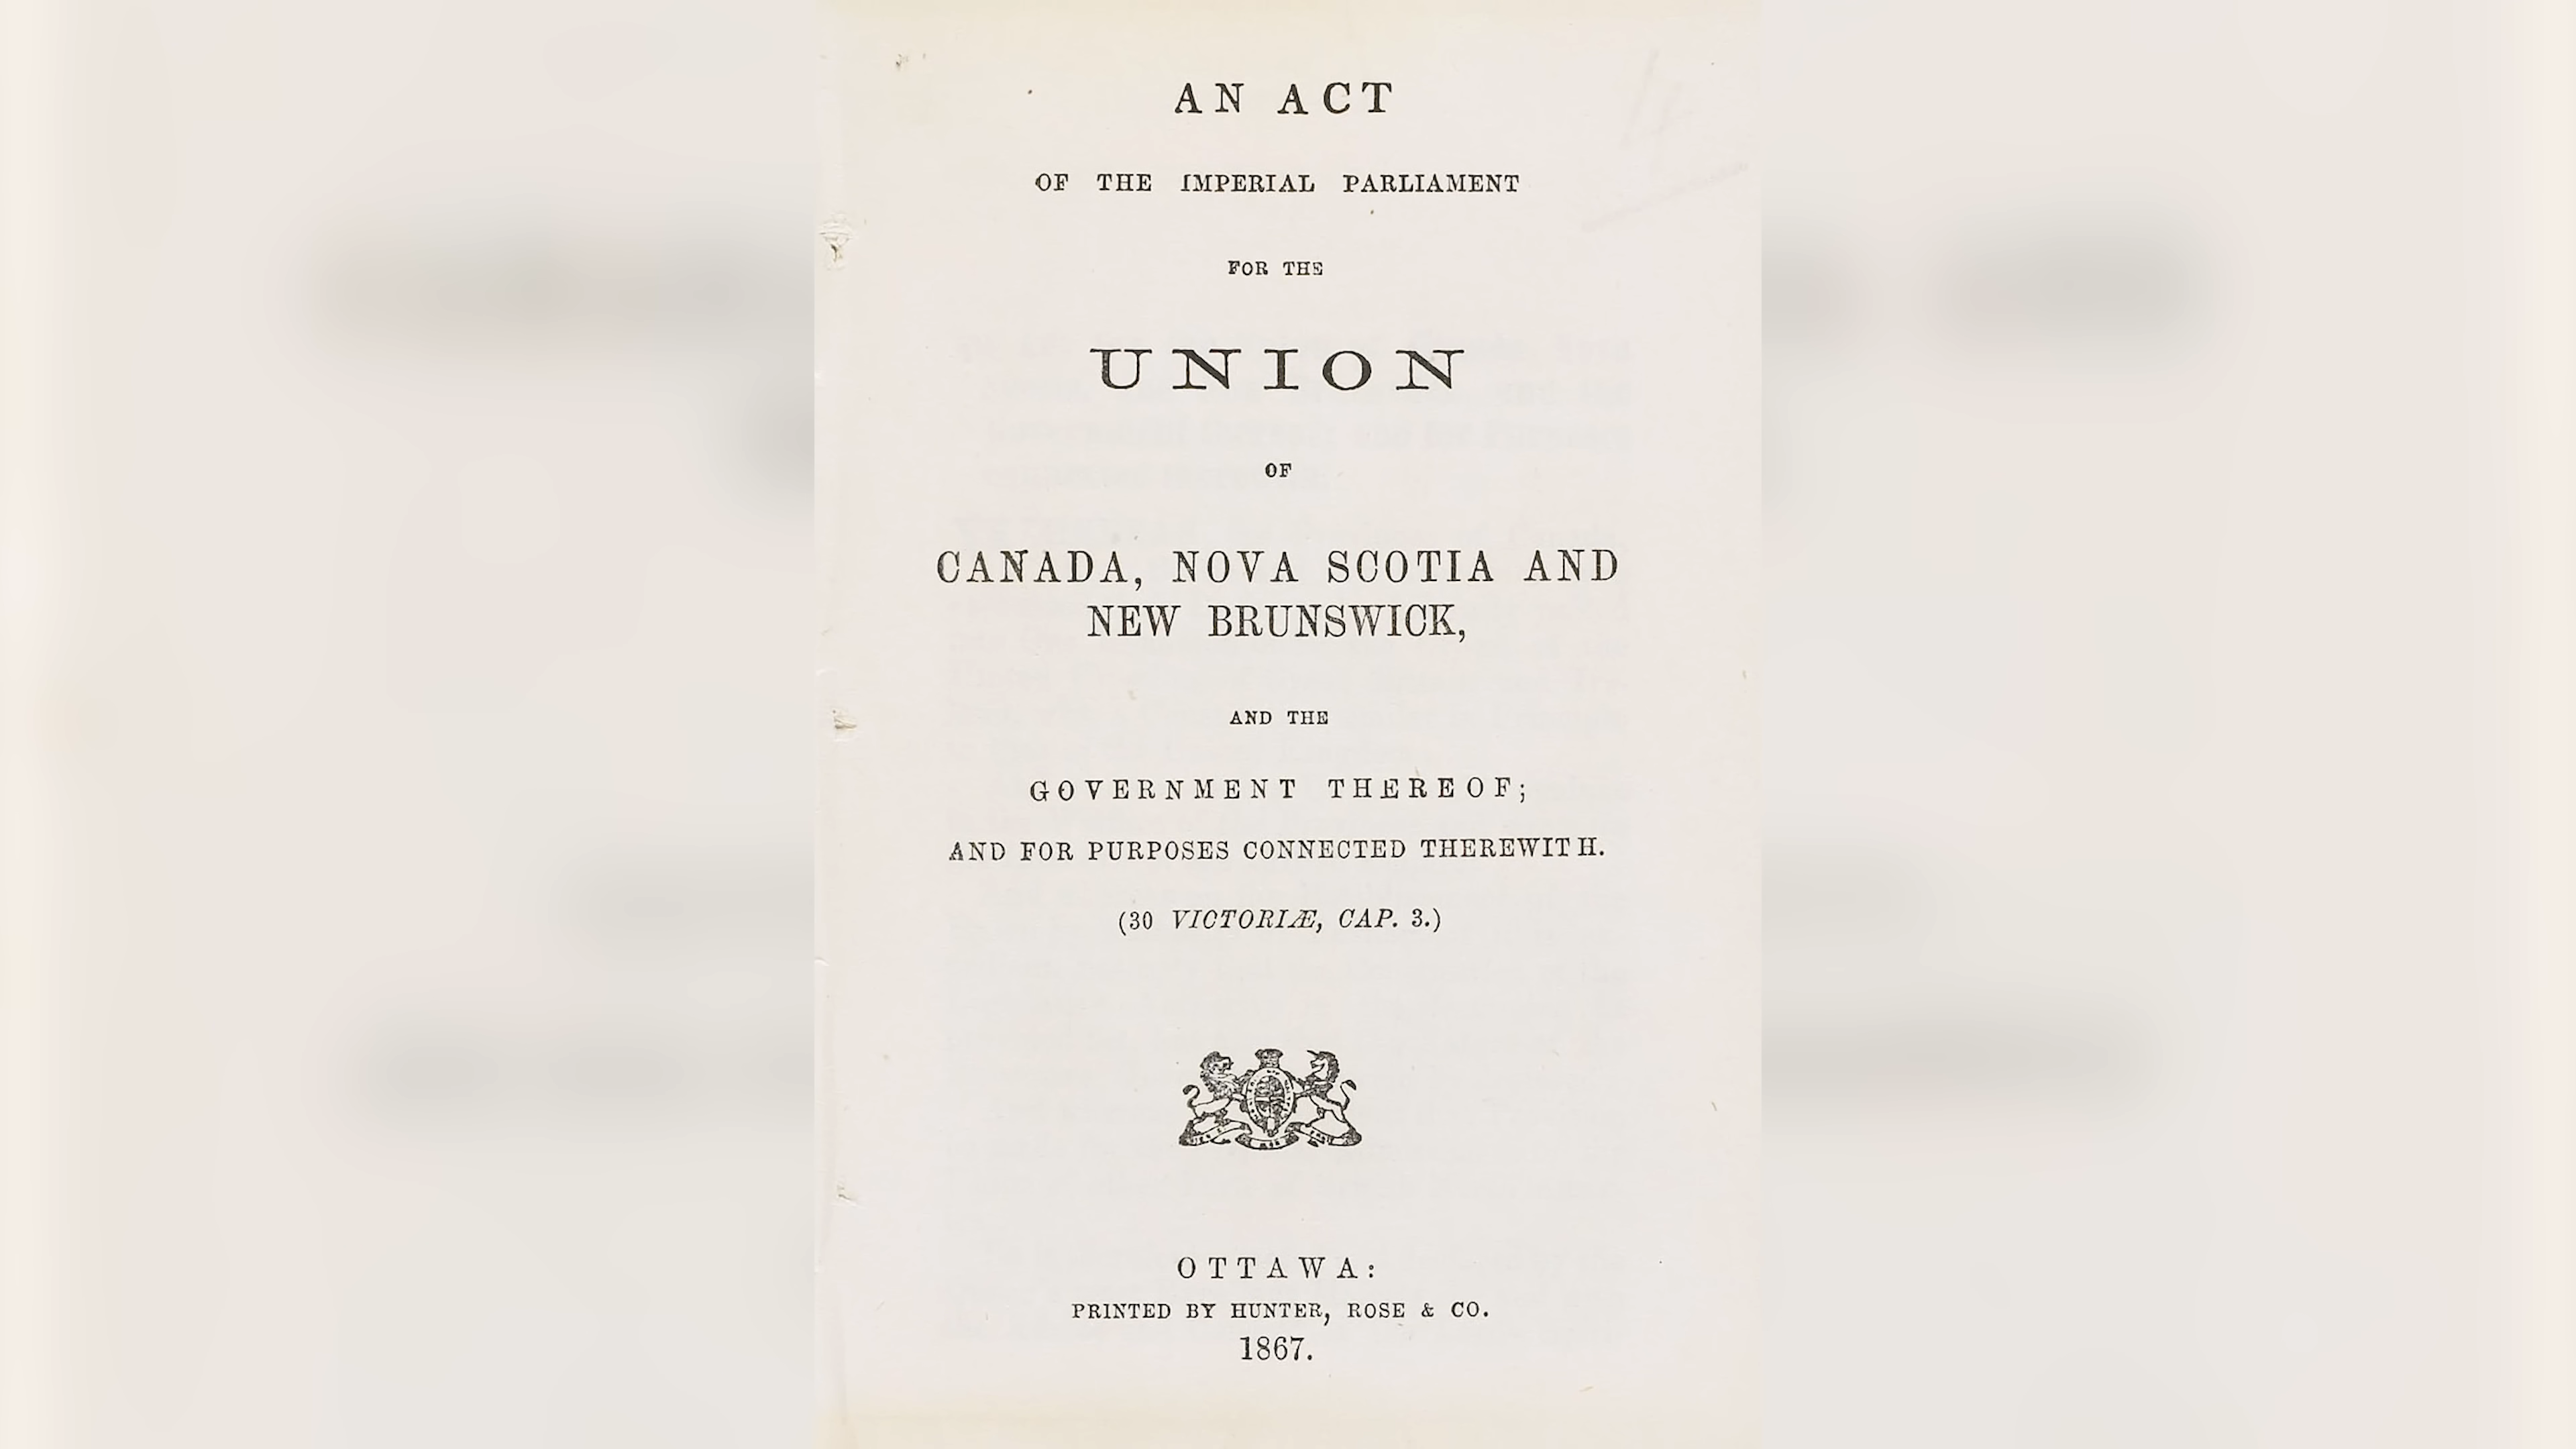 AN ACT
OF THE IMPERIAL PARLIAMENT
FOR THE
UNION
OF
CANADA, NOVA SCOTIA AND
NEW BRUNSWICK,
AND THE
GOVERNMENT THEREOF;
AND FOR PURPOSES CONNECTED THEREWITH.
(30 VICTORIÆ, CAP. 3.)
OTTAWA:
PRINTED BY HUNTER, ROSE & CO.
1867.